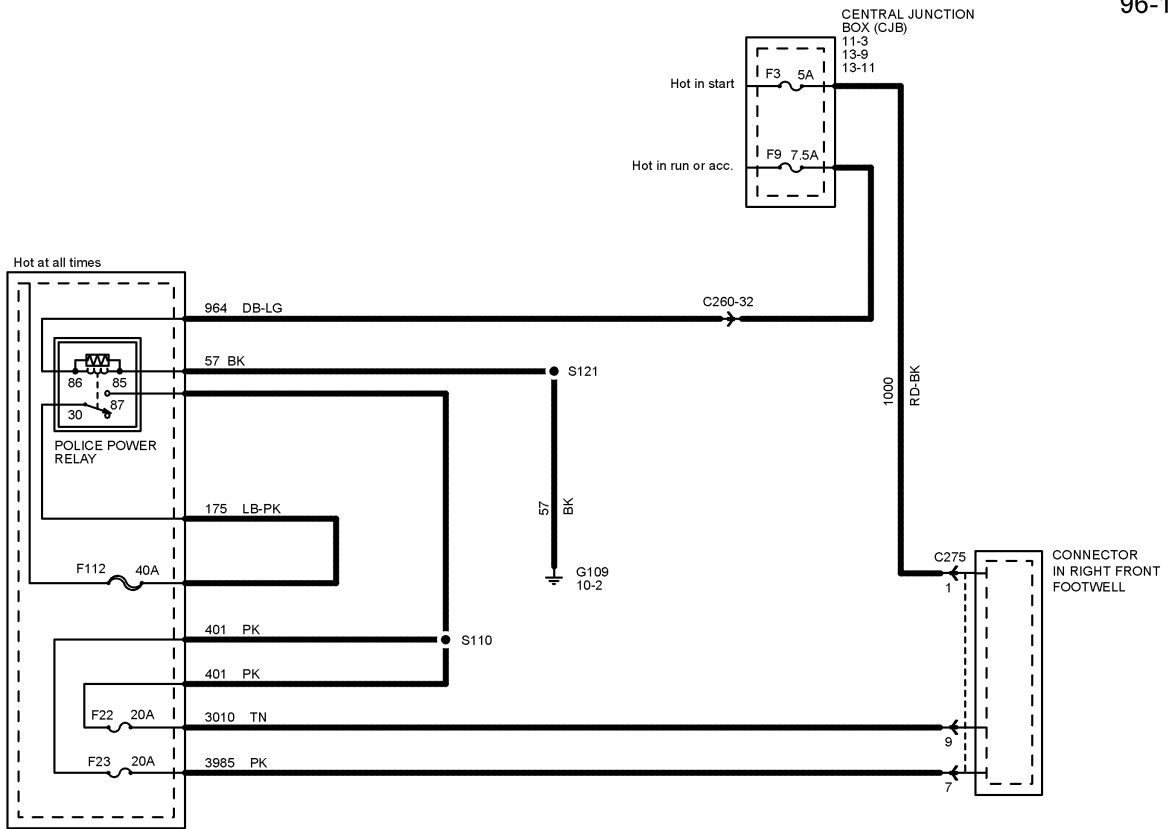 96-1
CENTRAL JUNCTION
BOX (CJB)
11-3
13-9
13-11
Hot in start
F3 5A
Hot in run or acc.
F9 7.5A
Hot at all times
964 DB-LG
C260-32
57 BK
S121
86 85
87
30
POLICE POWER
RELAY
1000 RD-BK
175 LB-PK
57 BK
F112 40A
G109
10-2
C275
1
CONNECTOR
IN RIGHT FRONT
FOOTWELL
401 PK
S110
401 PK
F22 20A
3010 TN
9
F23 20A
3985 PK
7